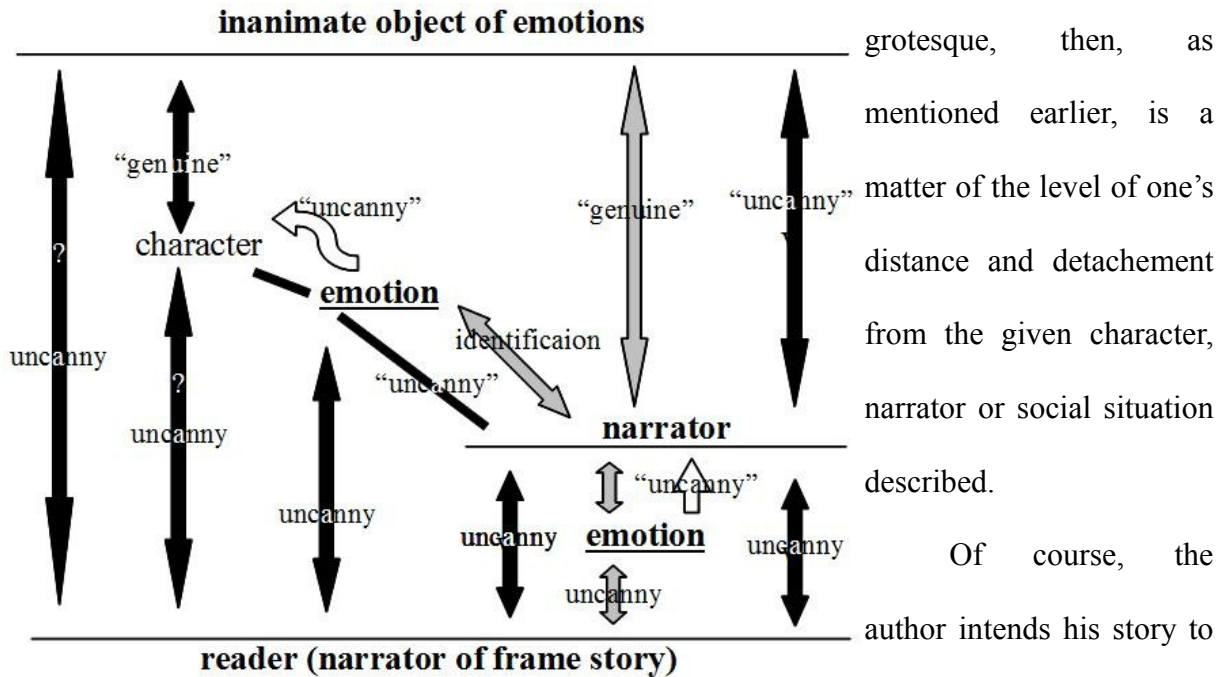 inanimate object of emotions
“genuine”
“uncanny”
“genuine”
“uncanny”
?
character
emotion
identificaion
uncanny
“uncanny”
?
uncanny
narrator
“uncanny”
uncanny
uncanny
emotion
uncanny
uncanny
reader (narrator of frame story)
grotesque, then, as
mentioned earlier, is a
matter of the level of one’s
distance and detachement
from the given character,
narrator or social situation
described.
Of course, the
author intends his story to